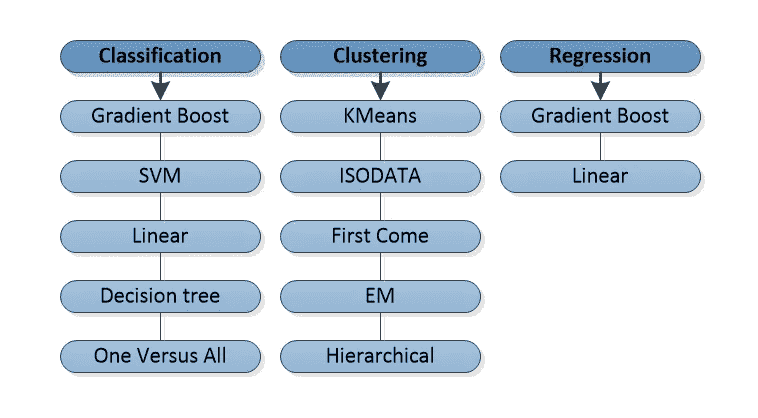 Classification
Gradient Boost
SVM
Linear
Decision tree
One Versus All
Clustering
KMeans
ISODATA
First Come
EM
Hierarchical
Regression
Gradient Boost
Linear